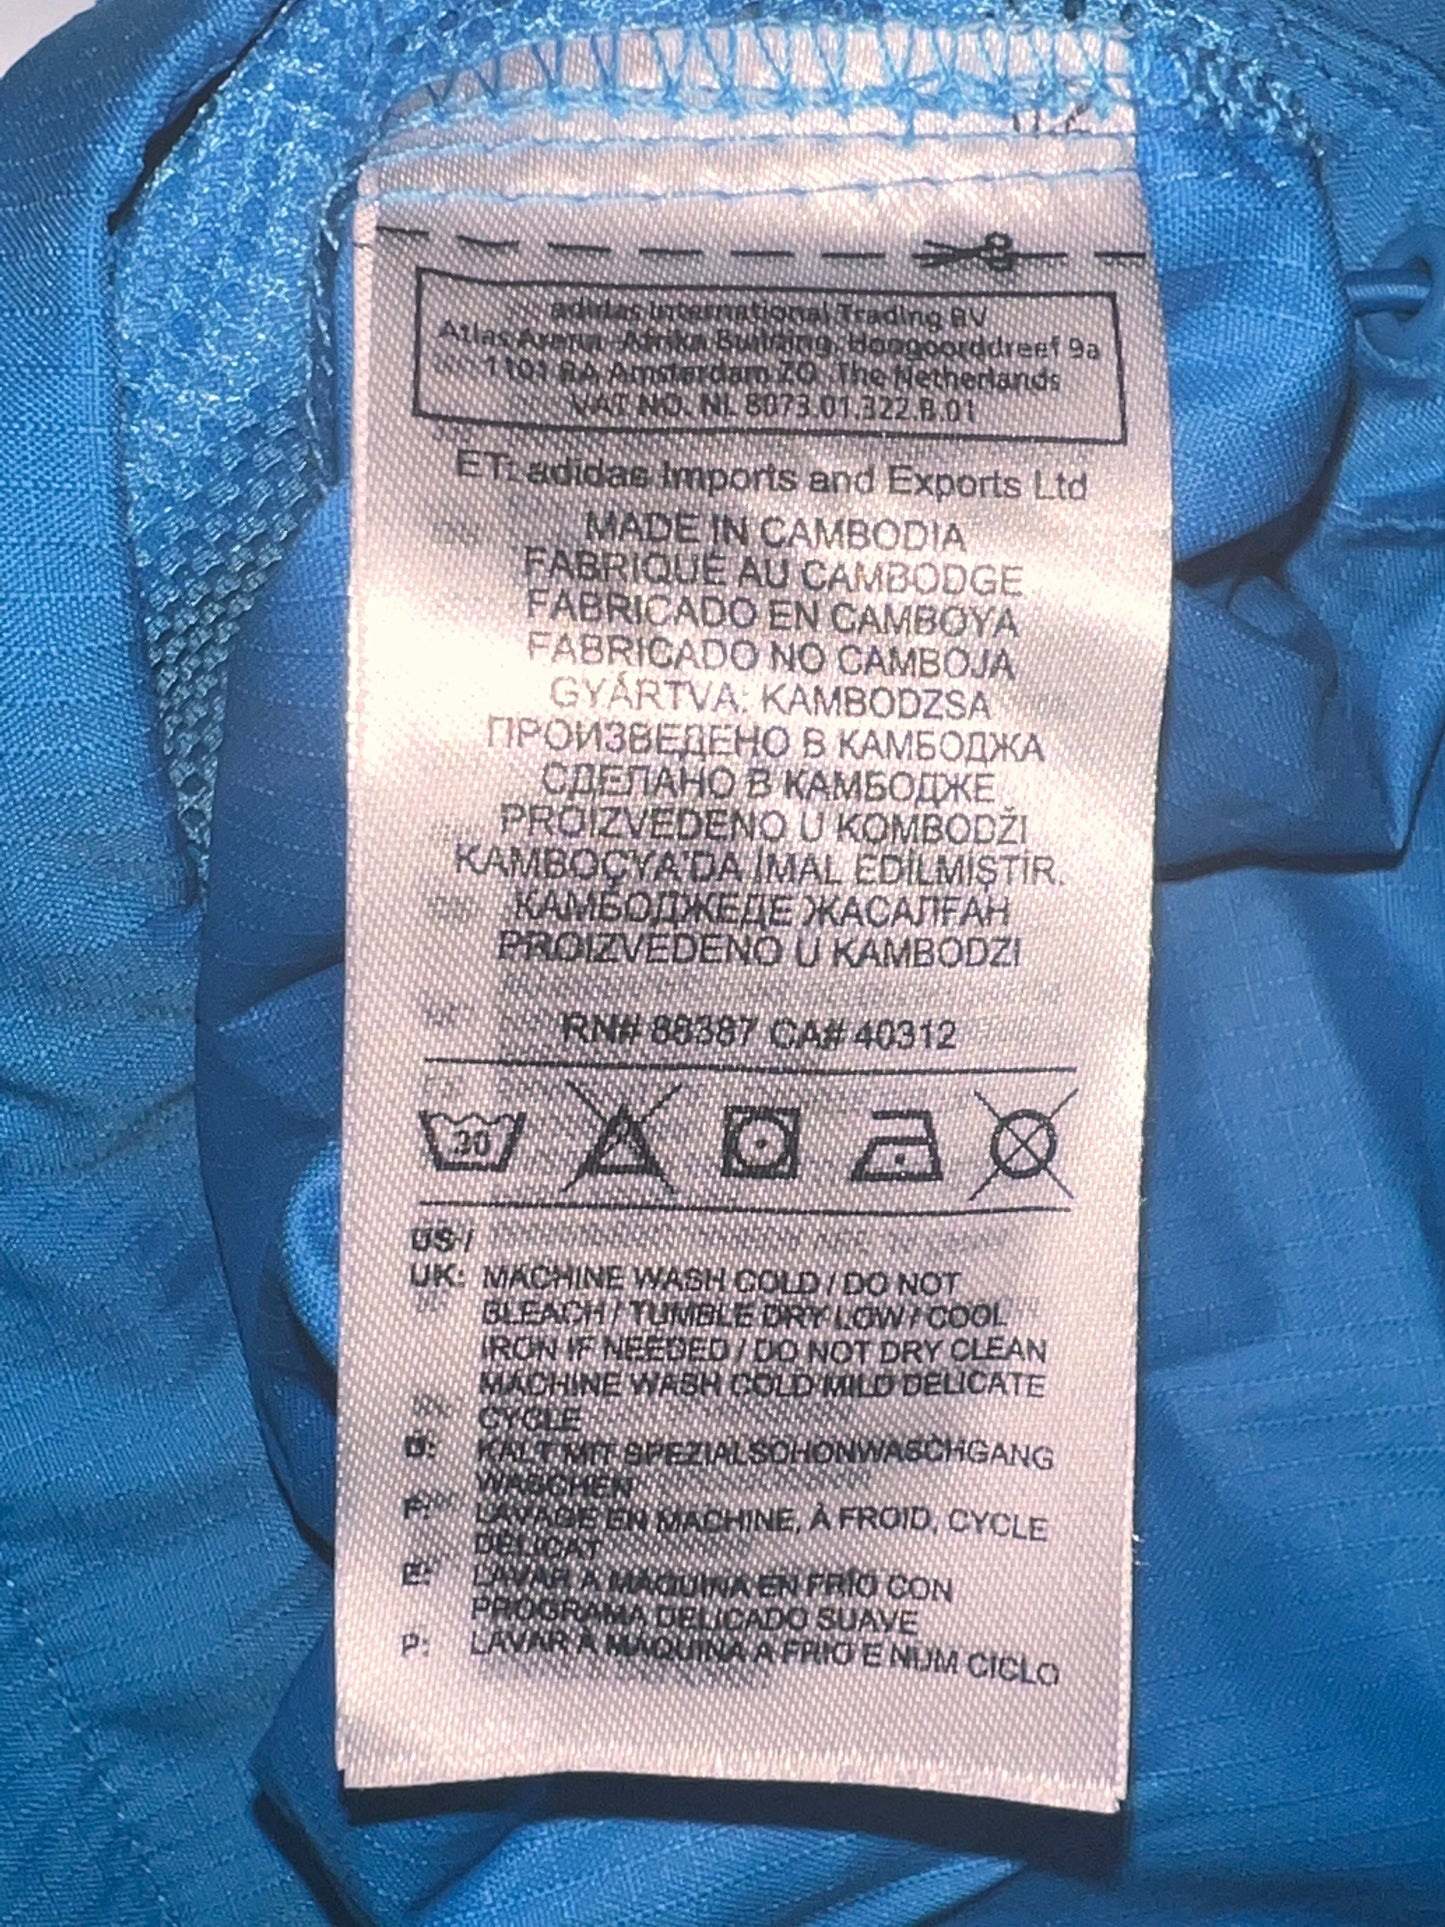 adidas International Trading BV
Atlas Arena -Afrika Building, Hoogoorddreef 9a
1101 BA Amsterdam ZO The Netherlands
VAT NO. NL 8073.01.322.B.01
ET: adidas Imports and Exports Ltd
MADE IN CAMBODIA
FABRIQUÉ AU CAMBODGE
FABRICADO EN CAMBOYA
FABRICADO NO CAMBOJA
GYÁRTVA: KAMBODZSA
ПРОИЗВЕДЕНО В КАМБОДЖА
СДЕЛАНО В КАМБОДЖЕ
PROIZVEDENO U KOMBODŽI
KAMBOÇYA'DA İMAL EDİLMİŞTİR.
КАМБОДЖЕДЕ ЖАСАЛҒАН
PROIZVEDENO U KAMBODZI
RN# 88387 CA# 40312
30
US /
UK: MACHINE WASH COLD / DO NOT
BLEACH / TUMBLE DRY LOW / COOL
IRON IF NEEDED / DO NOT DRY CLEAN
MACHINE WASH COLD MILD DELICATE
CYCLE
D: KALT MIT SPEZIALSCHONWASCHGANG
WASCHEN
F: LAVAGE EN MACHINE, À FROID, CYCLE
DÉLICAT
E: LAVAR A MÁQUINA EN FRÍO CON
PROGRAMA DELICADO SUAVE
P: LAVAR À MÁQUINA A FRIO E NUM CICLO